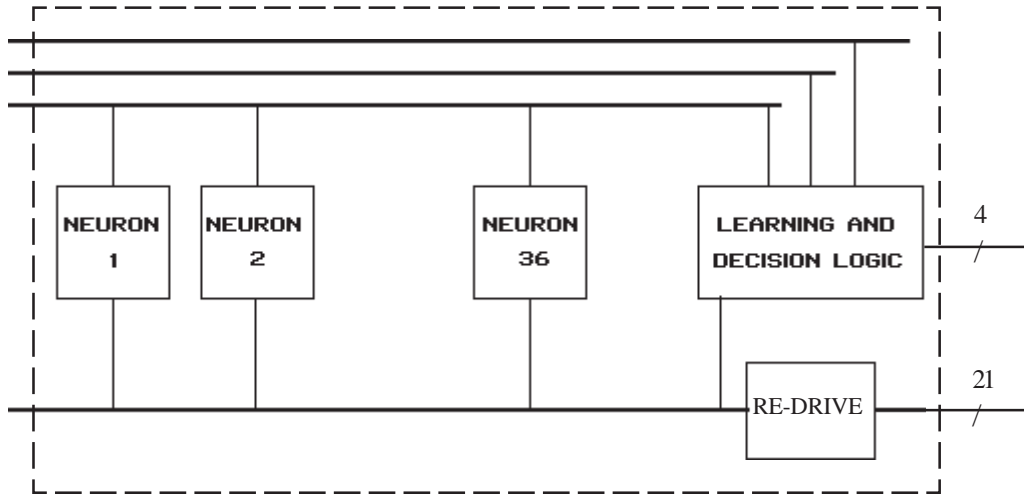 NEURON
1
NEURON
2
NEURON
36
LEARNING AND
DECISION LOGIC
4
21
RE-DRIVE